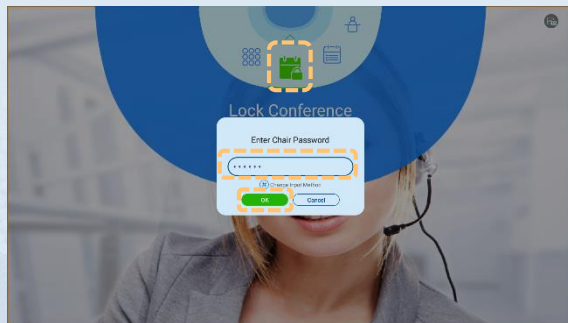 Lock Conference
Enter Chair Password
Change Input Method
OK
Cancel